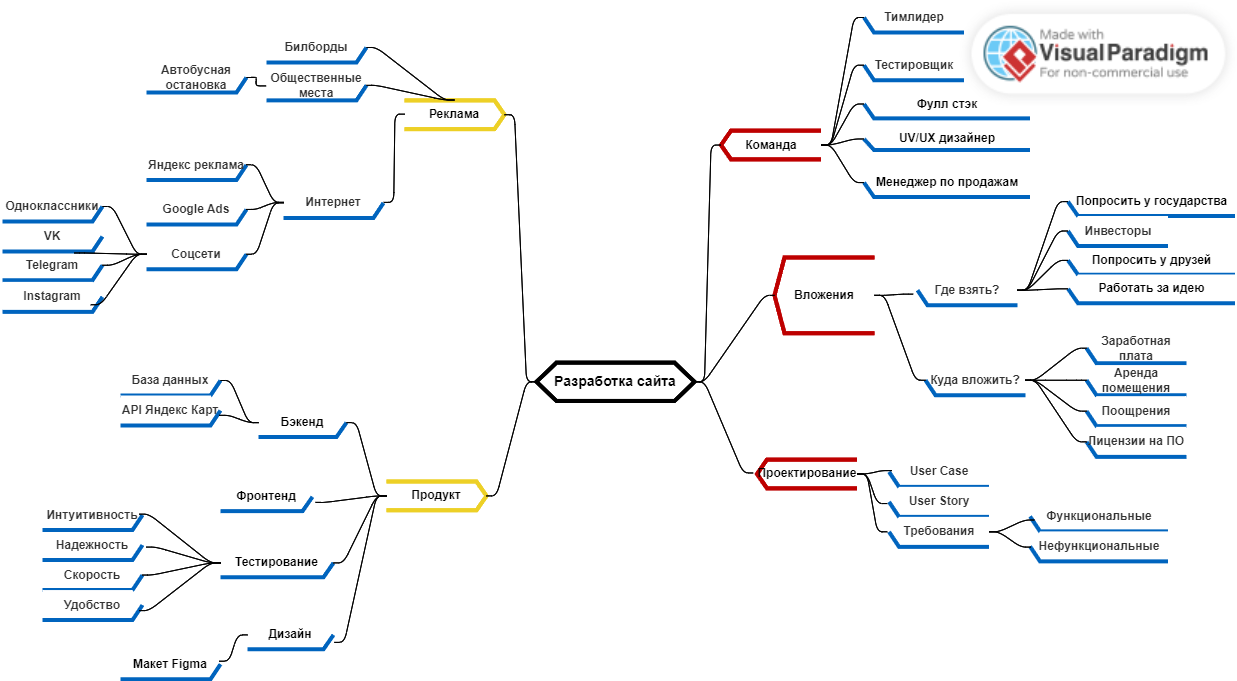 Билборды
Автобусная
остановка
Общественные
места
Реклама
Яндекс реклама
Google Ads
Интернет
Одноклассники
VK
Telegram
Instagram
Соцсети
Разработка сайта
База данных
API Яндекс Карт
Бэкенд
Фронтенд
Продукт
Интуитивность
Надежность
Скорость
Удобство
Тестирование
Дизайн
Макет Figma
Тимлидер
Тестировщик
Фулл стэк
UV/UX дизайнер
Менеджер по продажам
Команда
Made with
Visual Paradigm
For non-commercial use
Вложения
Где взять?
Попросить у государства
Инвесторы
Попросить у друзей
Работать за идею
Куда вложить?
Заработная
плата
Аренда
помещения
Поощрения
Лицензии на ПО
Проектирование
User Case
User Story
Требования
Функциональные
Нефункциональные